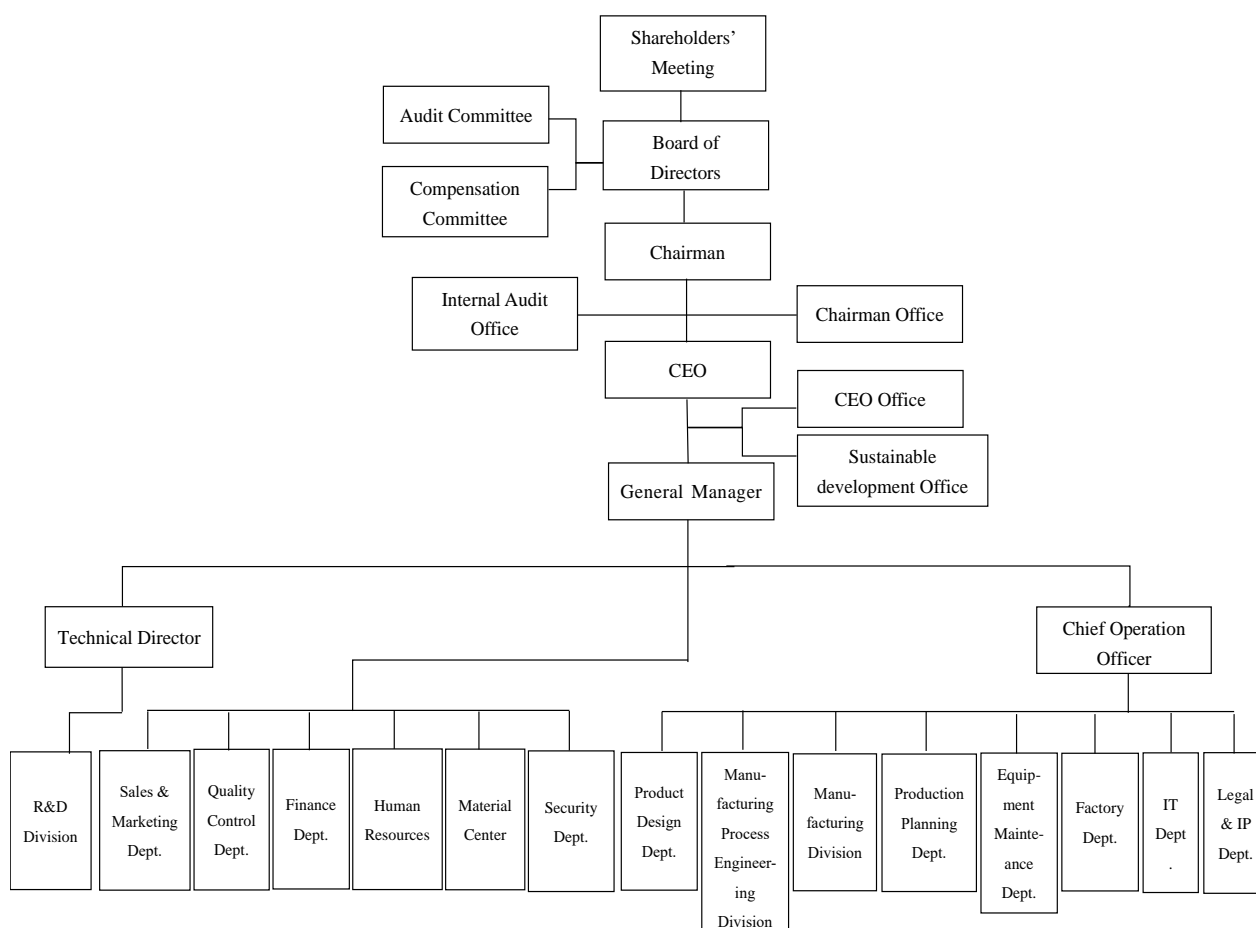 Shareholders’
Meeting
Audit Committee
Board of
Directors
Compensation
Committee
Chairman
Internal Audit
Office
Chairman Office
CEO
CEO Office
Sustainable
development Office
General Manager
Technical Director
Chief Operation
Officer
R&D
Division
Sales &
Marketing
Dept.
Quality
Control
Dept.
Finance
Dept.
Human
Resources
Material
Center
Security
Dept.
Product
Design
Dept.
Manu-
facturing
Process
Engineer-
ing
Division
Manu-
facturing
Division
Production
Planning
Dept.
Equip-
ment
Mainte-
ance
Dept.
Factory
Dept.
IT
Dept
.
Legal
& IP
Dept.